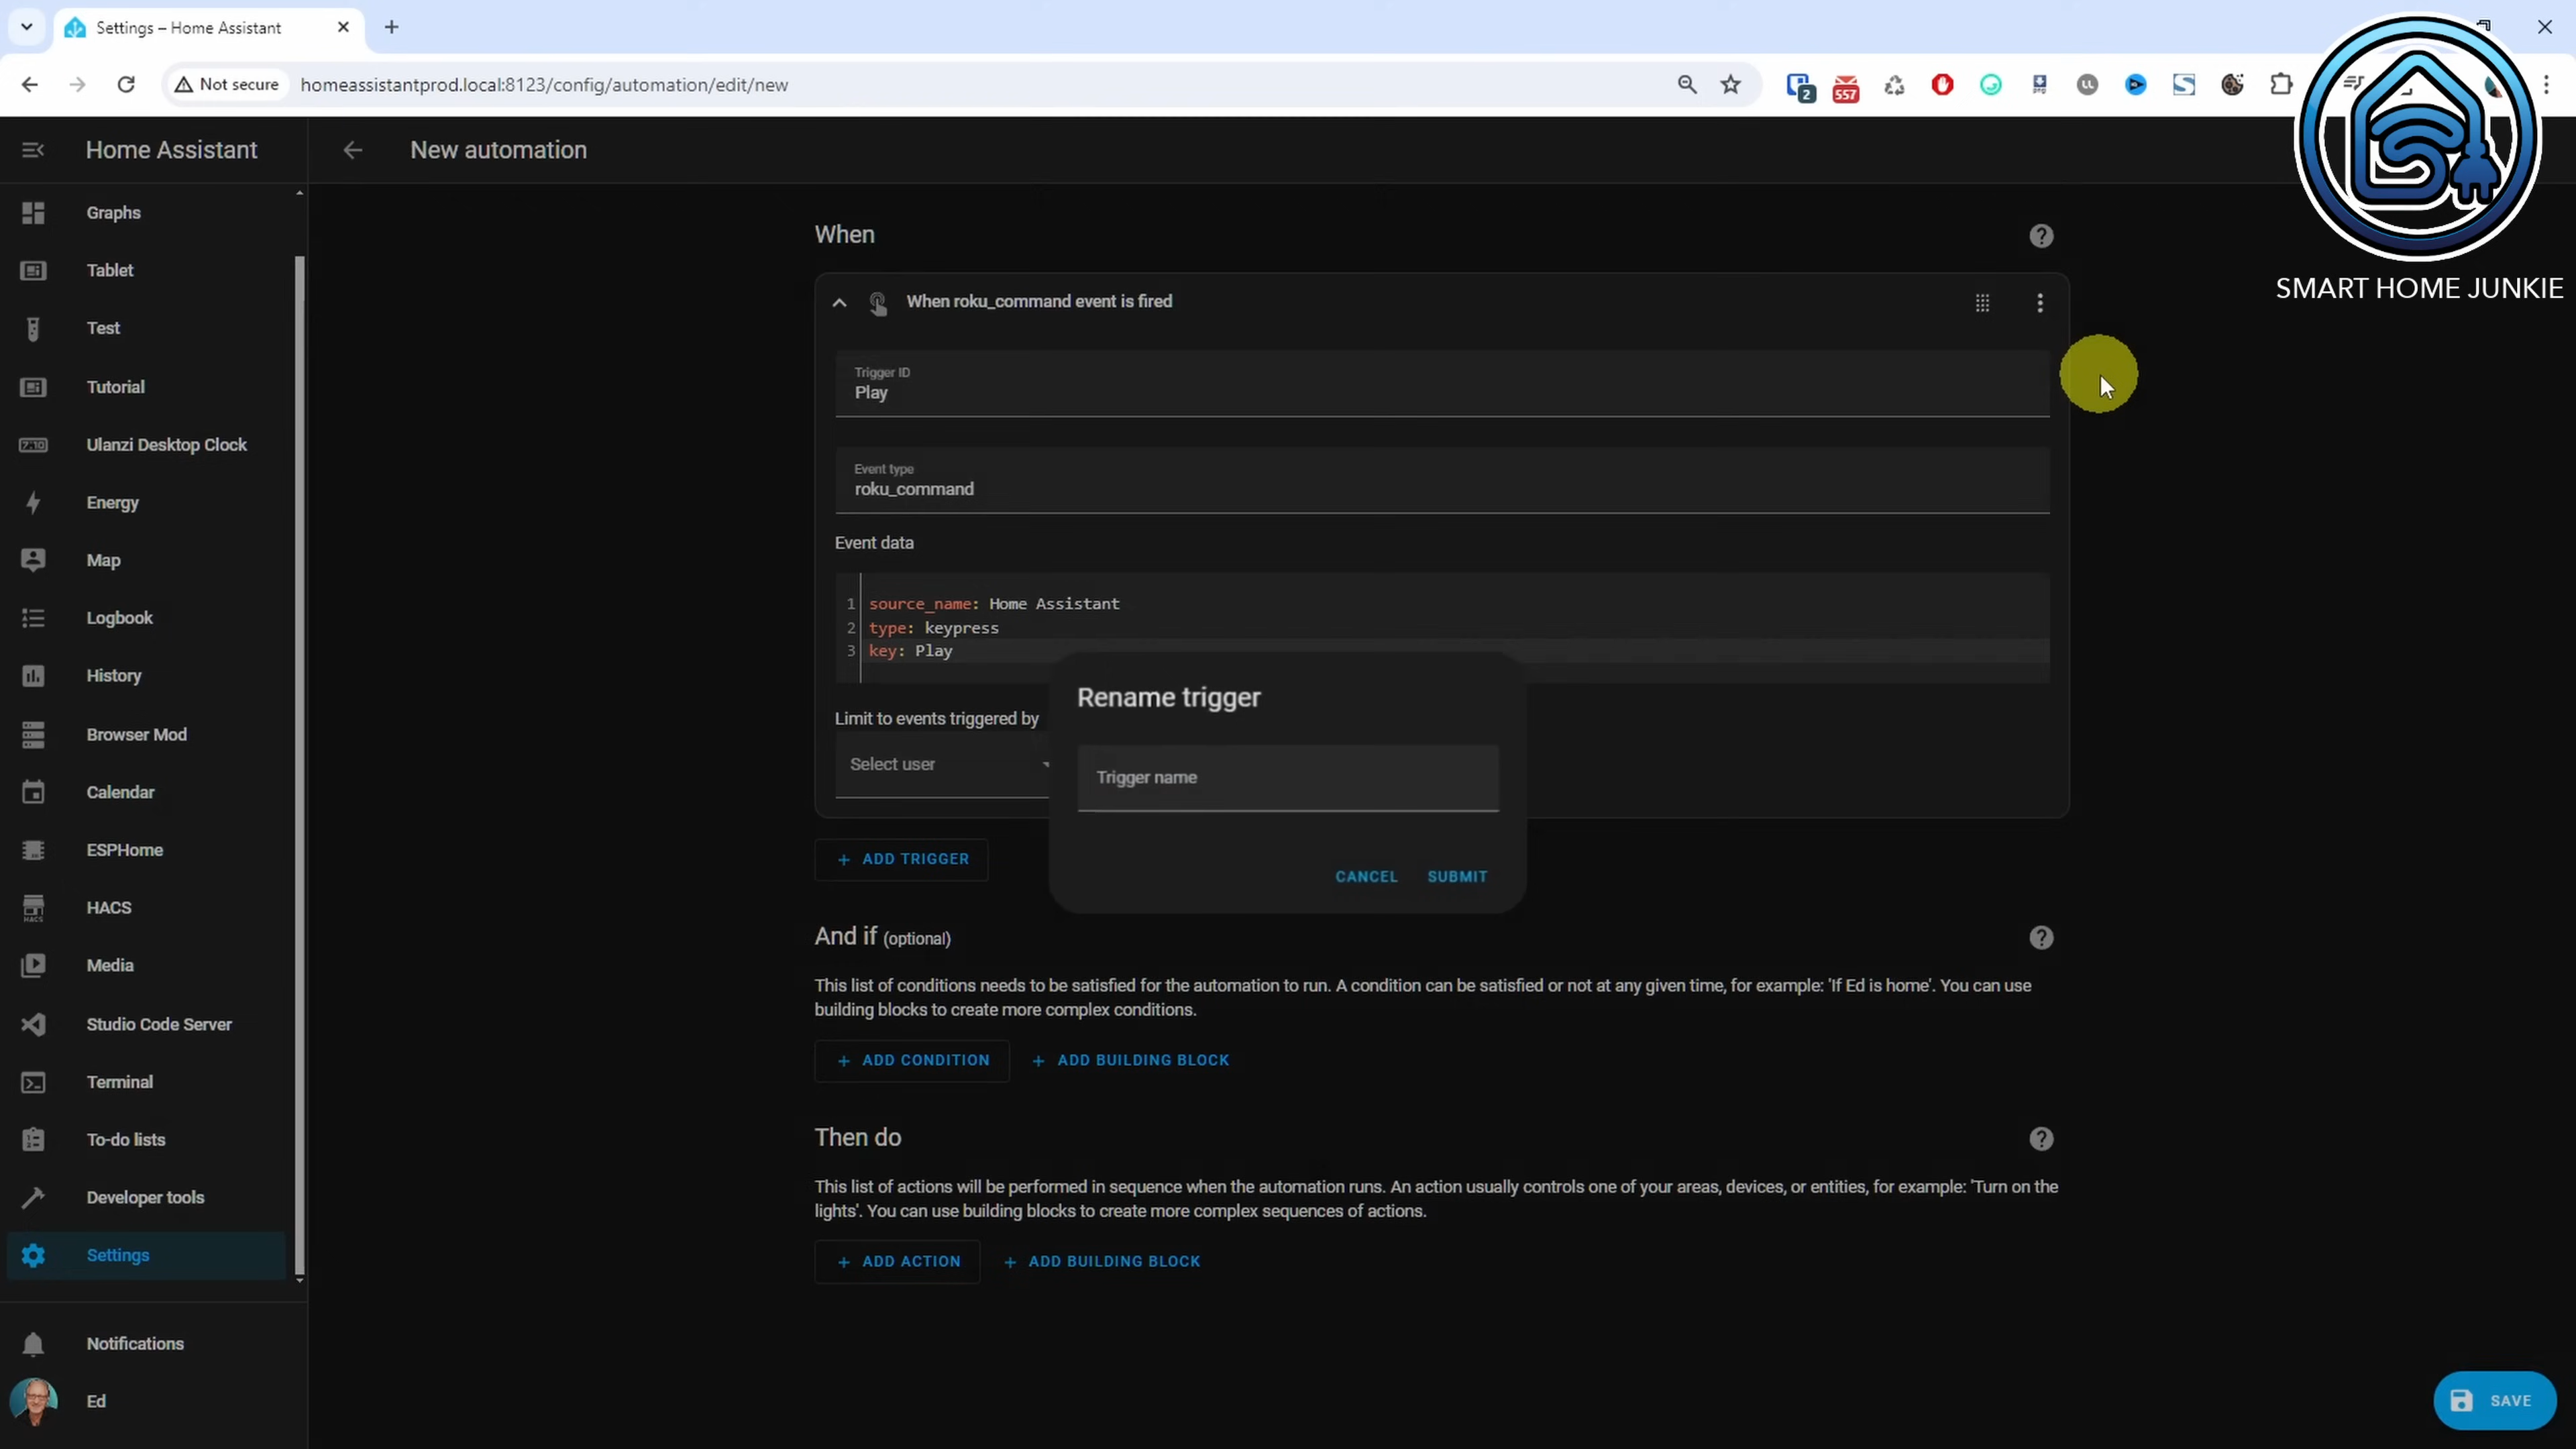 Settings – Home Assistant
Not secure
homeassistantprod.local:8123/config/automation/edit/new
2
557
SMART HOME JUNKIE
Home Assistant
New automation
Graphs
Tablet
Test
Tutorial
7:10
Ulanzi Desktop Clock
Energy
Map
Logbook
History
Browser Mod
Calendar
ESPHome
HACS
HACS
Media
Studio Code Server
Terminal
To-do lists
Developer tools
Settings
Notifications
Ed
When
When roku_command event is fired
Trigger ID
Play
Event type
roku_command
Event data
1 source_name: Home Assistant
2 type: keypress
3 key: Play
Limit to events triggered by
Select user
Rename trigger
Trigger name
CANCEL SUBMIT
+ ADD TRIGGER
And if (optional)
This list of conditions needs to be satisfied for the automation to run. A condition can be satisfied or not at any given time, for example: 'If Ed is home'. You can use
building blocks to create more complex conditions.
+ ADD CONDITION + ADD BUILDING BLOCK
Then do
This list of actions will be performed in sequence when the automation runs. An action usually controls one of your areas, devices, or entities, for example: 'Turn on the
lights'. You can use building blocks to create more complex sequences of actions.
+ ADD ACTION + ADD BUILDING BLOCK
SAVE